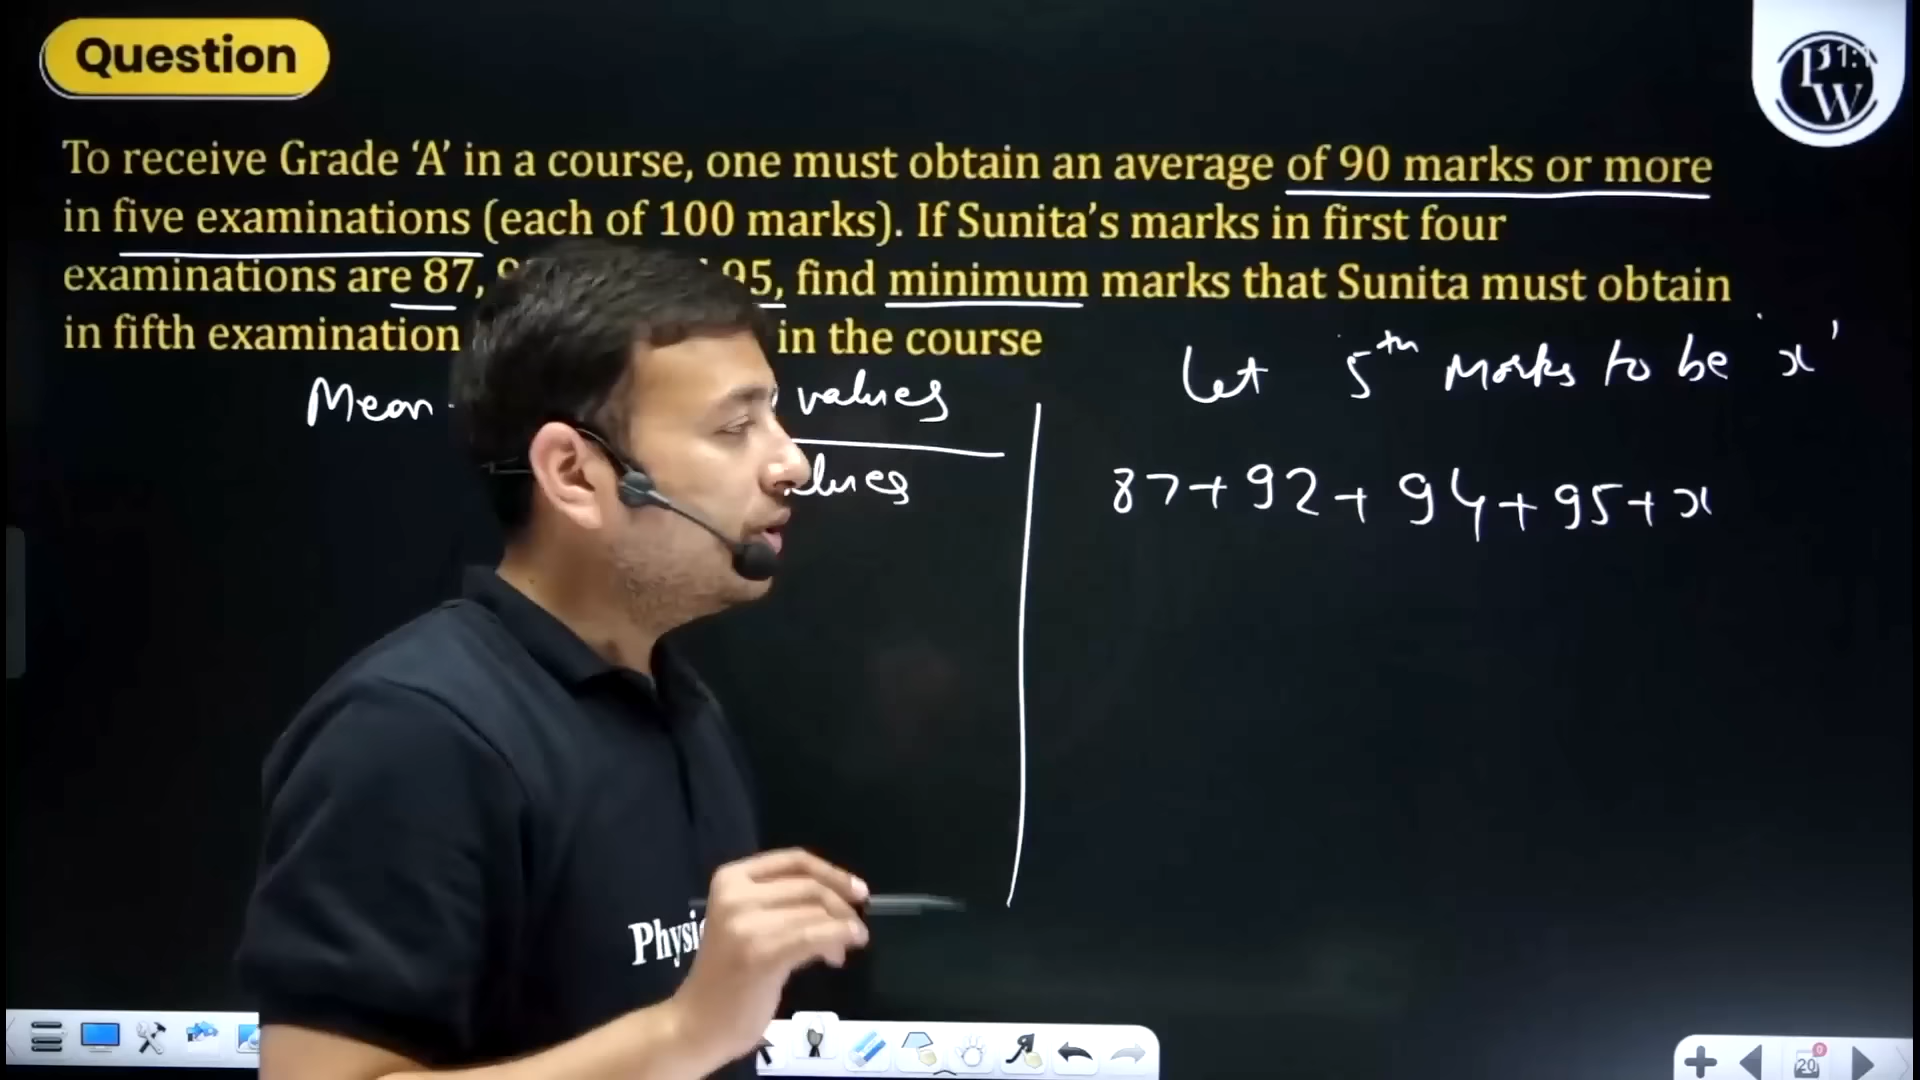 Question
PW
To receive Grade ‘A’ in a course, one must obtain an average of 90 marks or more
in five examinations (each of 100 marks). If Sunita’s marks in first four
examinations are 87, 95, find minimum marks that Sunita must obtain
in fifth examination in the course
Let 5th Marks to be 'x'
Mean values
87+92+94+95+x
Physi
20